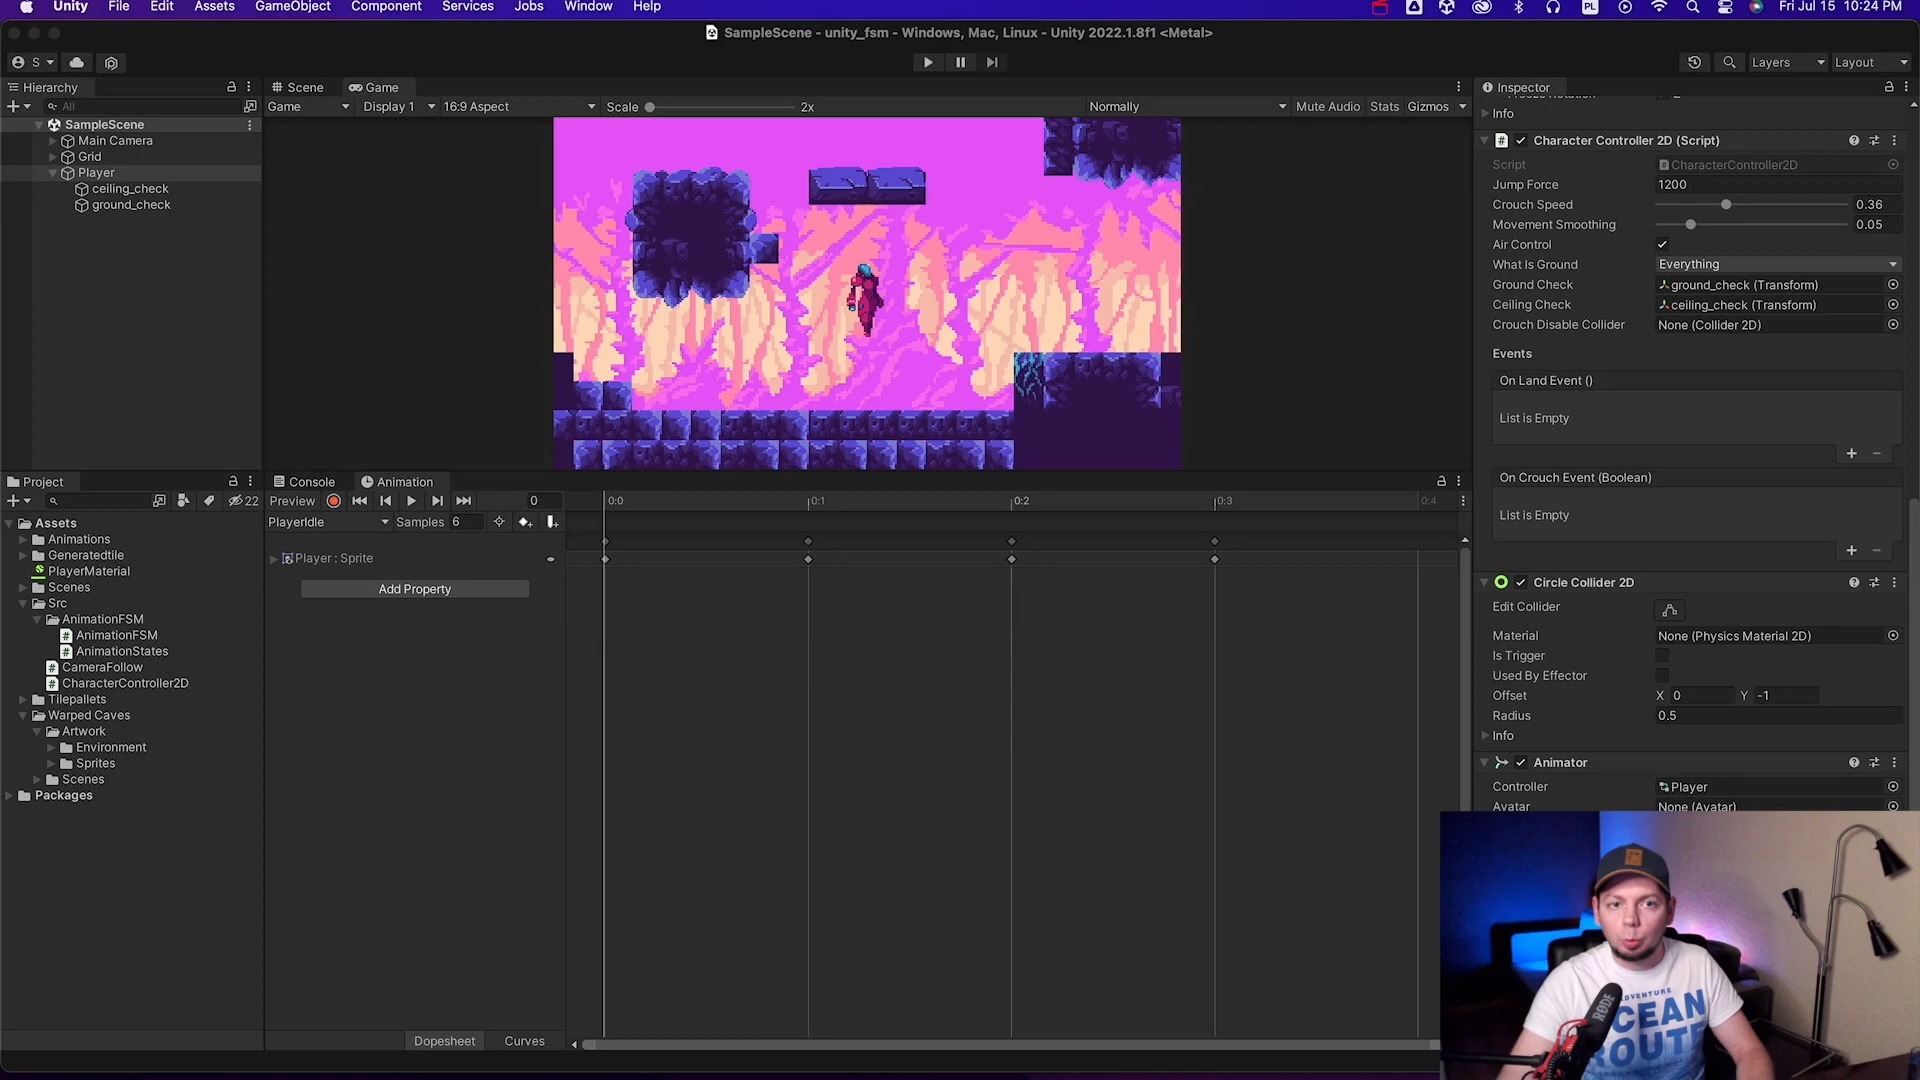 Unity File Edit Assets GameObject Component Services Jobs Window Help PL Fri Jul 15 10:24 PM
SampleScene - unity_fsm - Windows, Mac, Linux - Unity 2022.1.8f1 <Metal>
S Layers Layout
Hierarchy
All
SampleScene
Main Camera
Grid
Player
ceiling_check
ground_check
Scene Game
Game Display 1 16:9 Aspect Scale 2x Normally Mute Audio Stats Gizmos
Inspector
Info
Character Controller 2D (Script)
Script CharacterController2D
Jump Force 1200
Crouch Speed 0.36
Movement Smoothing 0.05
Air Control
What Is Ground Everything
Ground Check ground_check (Transform)
Ceiling Check ceiling_check (Transform)
Crouch Disable Collider None (Collider 2D)
Events
On Land Event ()
List is Empty
On Crouch Event (Boolean)
List is Empty
Circle Collider 2D
Edit Collider
Material None (Physics Material 2D)
Is Trigger
Used By Effector
Offset X 0 Y -1
Radius 0.5
Info
Animator
Controller Player
Avatar None (Avatar)
Project
22
Assets
Animations
Generatedtile
PlayerMaterial
Scenes
Src
AnimationFSM
AnimationFSM
AnimationStates
CameraFollow
CharacterController2D
Tilepallets
Warped Caves
Artwork
Environment
Sprites
Scenes
Packages
Console Animation
Preview 0 0:0 0:1 0:2 0:3 0:4
PlayerIdle Samples 6
Player : Sprite
Add Property
Dopesheet Curves
ADVENTURE
OCEAN
ROUTE
RØDE